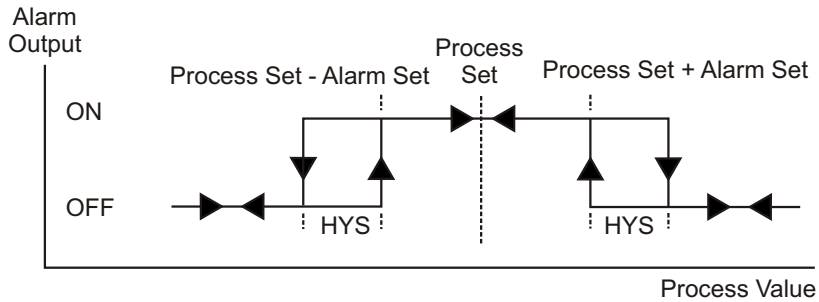 Alarm
Output
Process
Set
Process Set - Alarm Set
Process Set + Alarm Set
ON
OFF
HYS
HYS
Process Value